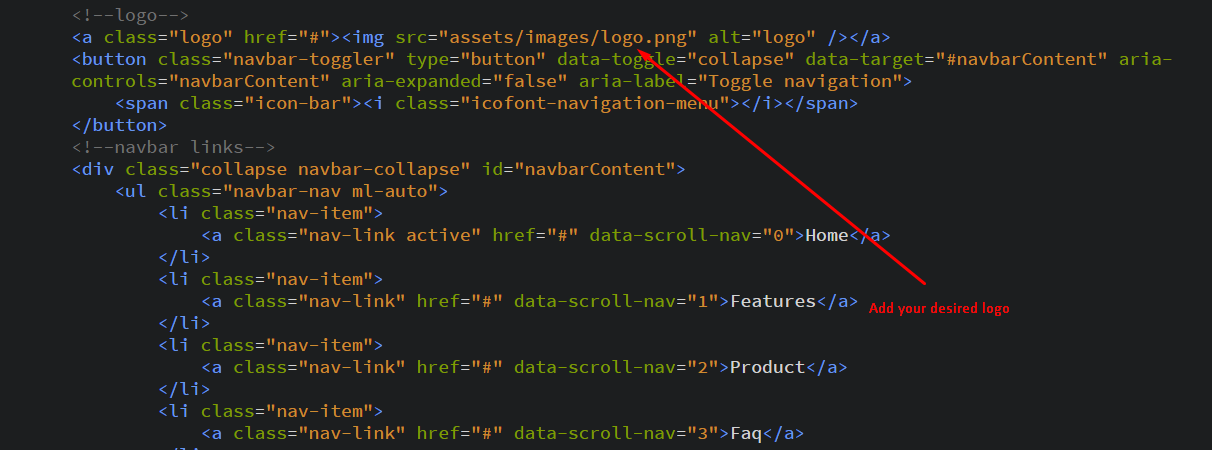 <!--logo-->
<a class="logo" href="#"><img src="assets/images/logo.png" alt="logo" /></a>
<button class="navbar-toggler" type="button" data-toggle="collapse" data-target="#navbarContent" aria-
controls="navbarContent" aria-expanded="false" aria-label="Toggle navigation">
<span class="icon-bar"><i class="icofont-navigation-menu"></i></span>
</button>
<!--navbar links-->
<div class="collapse navbar-collapse" id="navbarContent">
<ul class="navbar-nav ml-auto">
<li class="nav-item">
<a class="nav-link active" href="#" data-scroll-nav="0">Home</a>
</li>
<li class="nav-item">
<a class="nav-link" href="#" data-scroll-nav="1">Features</a>
Add your desired logo
</li>
<li class="nav-item">
<a class="nav-link" href="#" data-scroll-nav="2">Product</a>
</li>
<li class="nav-item">
<a class="nav-link" href="#" data-scroll-nav="3">Faq</a>